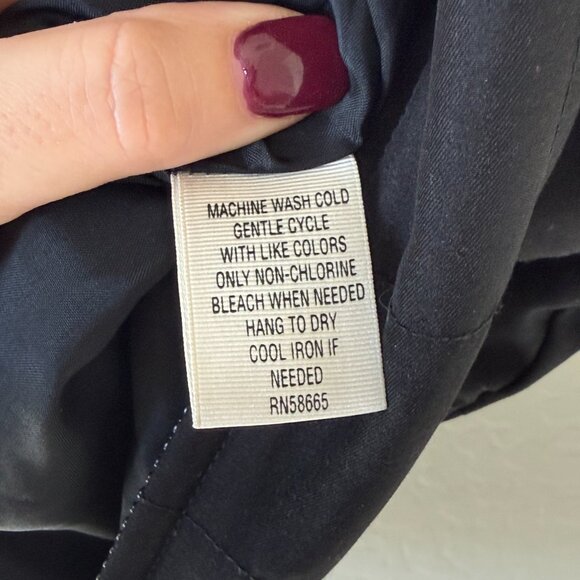 MACHINE WASH COLD
GENTLE CYCLE
WITH LIKE COLORS
ONLY NON-CHLORINE
BLEACH WHEN NEEDED
HANG TO DRY
COOL IRON IF
NEEDED
RN58665